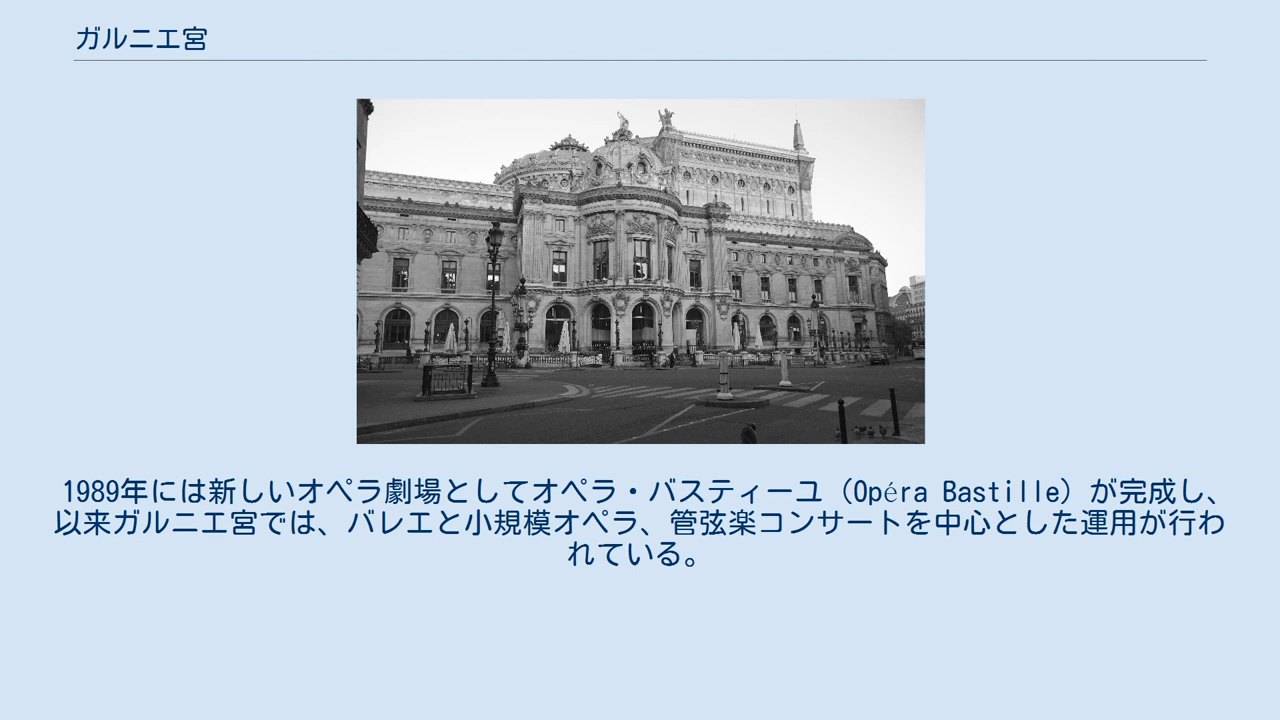 ガルニエ宮
1989年には新しいオペラ劇場としてオペラ・バスティーユ（Opéra Bastille）が完成し、
以来ガルニエ宮では、バレエと小規模オペラ、管弦楽コンサートを中心とした運用が行わ
れている。